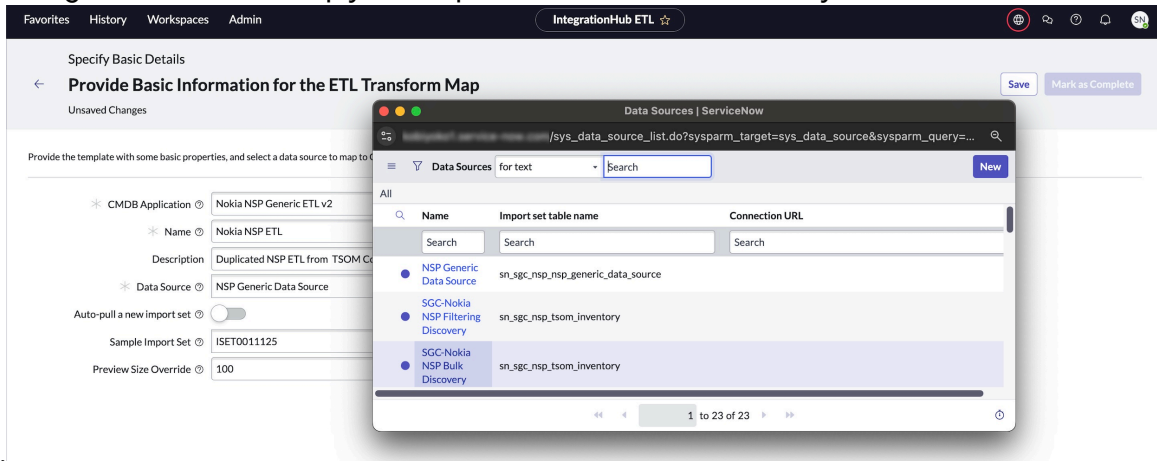 Favorites History Workspaces Admin IntegrationHub ETL SN
Specify Basic Details
Provide Basic Information for the ETL Transform Map
Save Mark as Complete
Unsaved Changes
Data Sources | ServiceNow
/sys_data_source_list.do?sysparm_target=sys_data_source&sysparm_query=...
Provide the template with some basic properties, and select a data source to map to
Data Sources for text Search New
All
Name Import set table name Connection URL
Search Search Search
NSP Generic
Data Source
sn_sgc_nsp_nsp_generic_data_source
SGC-Nokia
NSP Filtering
Discovery
sn_sgc_nsp_tsom_inventory
SGC-Nokia
NSP Bulk
Discovery
sn_sgc_nsp_tsom_inventory
1 to 23 of 23
CMDB Application Nokia NSP Generic ETL v2
Name Nokia NSP ETL
Description Duplicated NSP ETL from TSOM
Data Source NSP Generic Data Source
Auto-pull a new import set
Sample Import Set ISET0011125
Preview Size Override 100